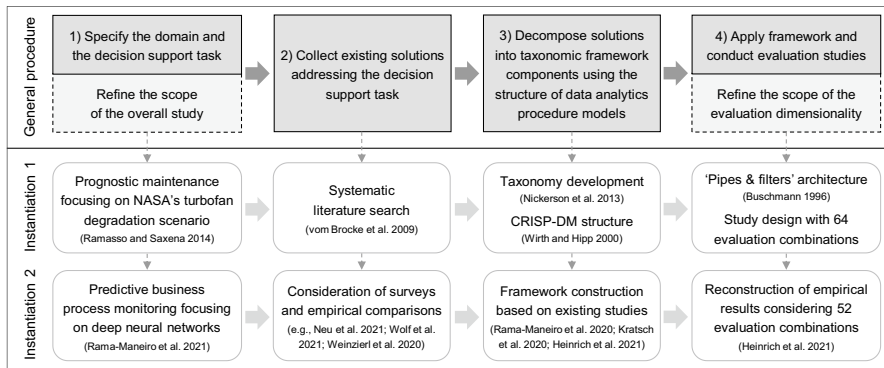 General procedure
1) Specify the domain and
the decision support task
Refine the scope
of the overall study
2) Collect existing solutions
addressing the decision
support task
3) Decompose solutions
into taxonomic framework
components using the
structure of data analytics
procedure models
4) Apply framework and
conduct evaluation studies
Refine the scope of the
evaluation dimensionality
Instantiation 1
Prognostic maintenance
focusing on NASA's turbofan
degradation scenario
(Ramasso and Saxena 2014)
Systematic
literature search
(vom Brocke et al. 2009)
Taxonomy development
(Nickerson et al. 2013)
CRISP-DM structure
(Wirth and Hipp 2000)
'Pipes & filters' architecture
(Buschmann 1996)
Study design with 64
evaluation combinations
Instantiation 2
Predictive business
process monitoring focusing
on deep neural networks
(Rama-Maneiro et al. 2021)
Consideration of surveys
and empirical comparisons
(e.g., Neu et al. 2021; Wolf et al.
2021; Weinzierl et al. 2020)
Framework construction
based on existing studies
(Rama-Maneiro et al. 2020; Kratsch
et al. 2020; Heinrich et al. 2021)
Reconstruction of empirical
results considering 52
evaluation combinations
(Heinrich et al. 2021)